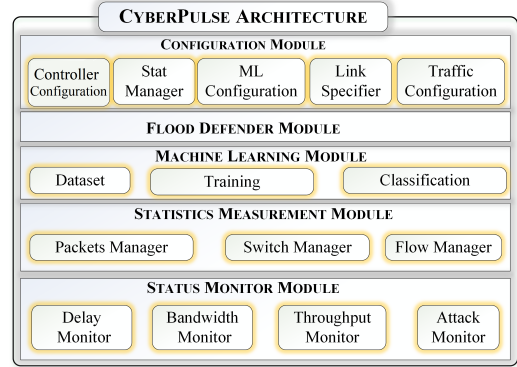 CYBERPULSE ARCHITECTURE
CONFIGURATION MODULE
Controller Configuration
Stat Manager
ML Configuration
Link Specifier
Traffic Configuration
FLOOD DEFENDER MODULE
MACHINE LEARNING MODULE
Dataset
Training
Classification
STATISTICS MEASUREMENT MODULE
Packets Manager
Switch Manager
Flow Manager
STATUS MONITOR MODULE
Delay Monitor
Bandwidth Monitor
Throughput Monitor
Attack Monitor